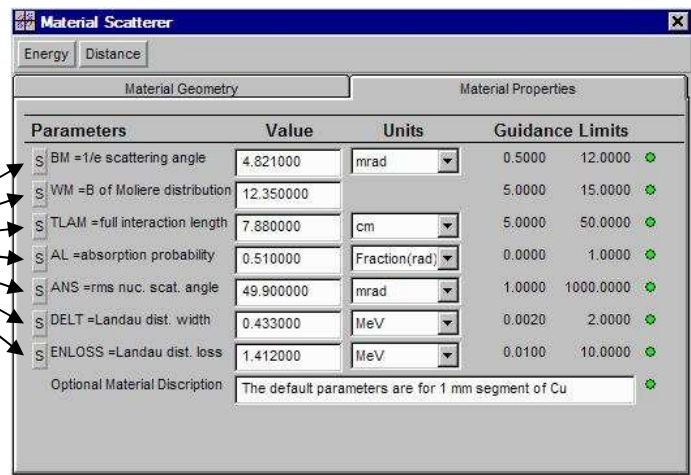 Material Scatterer
Energy Distance
Material Geometry Material Properties
Parameters Value Units Guidance Limits
S BM =1/e scattering angle 4.821000 mrad 0.5000 12.0000
S WM =B of Moliere distribution 12.350000 5.0000 15.0000
S TLAM =full interaction length 7.880000 cm 5.0000 50.0000
S AL =absorption probability 0.510000 Fraction(rad) 0.0000 1.0000
S ANS =rms nuc. scat. angle 49.900000 mrad 1.0000 1000.0000
S DELT =Landau dist. width 0.433000 MeV 0.0020 2.0000
S ENLOSS =Landau dist. loss 1.412000 MeV 0.0100 10.0000
Optional Material Discription The default parameters are for 1 mm segment of Cu